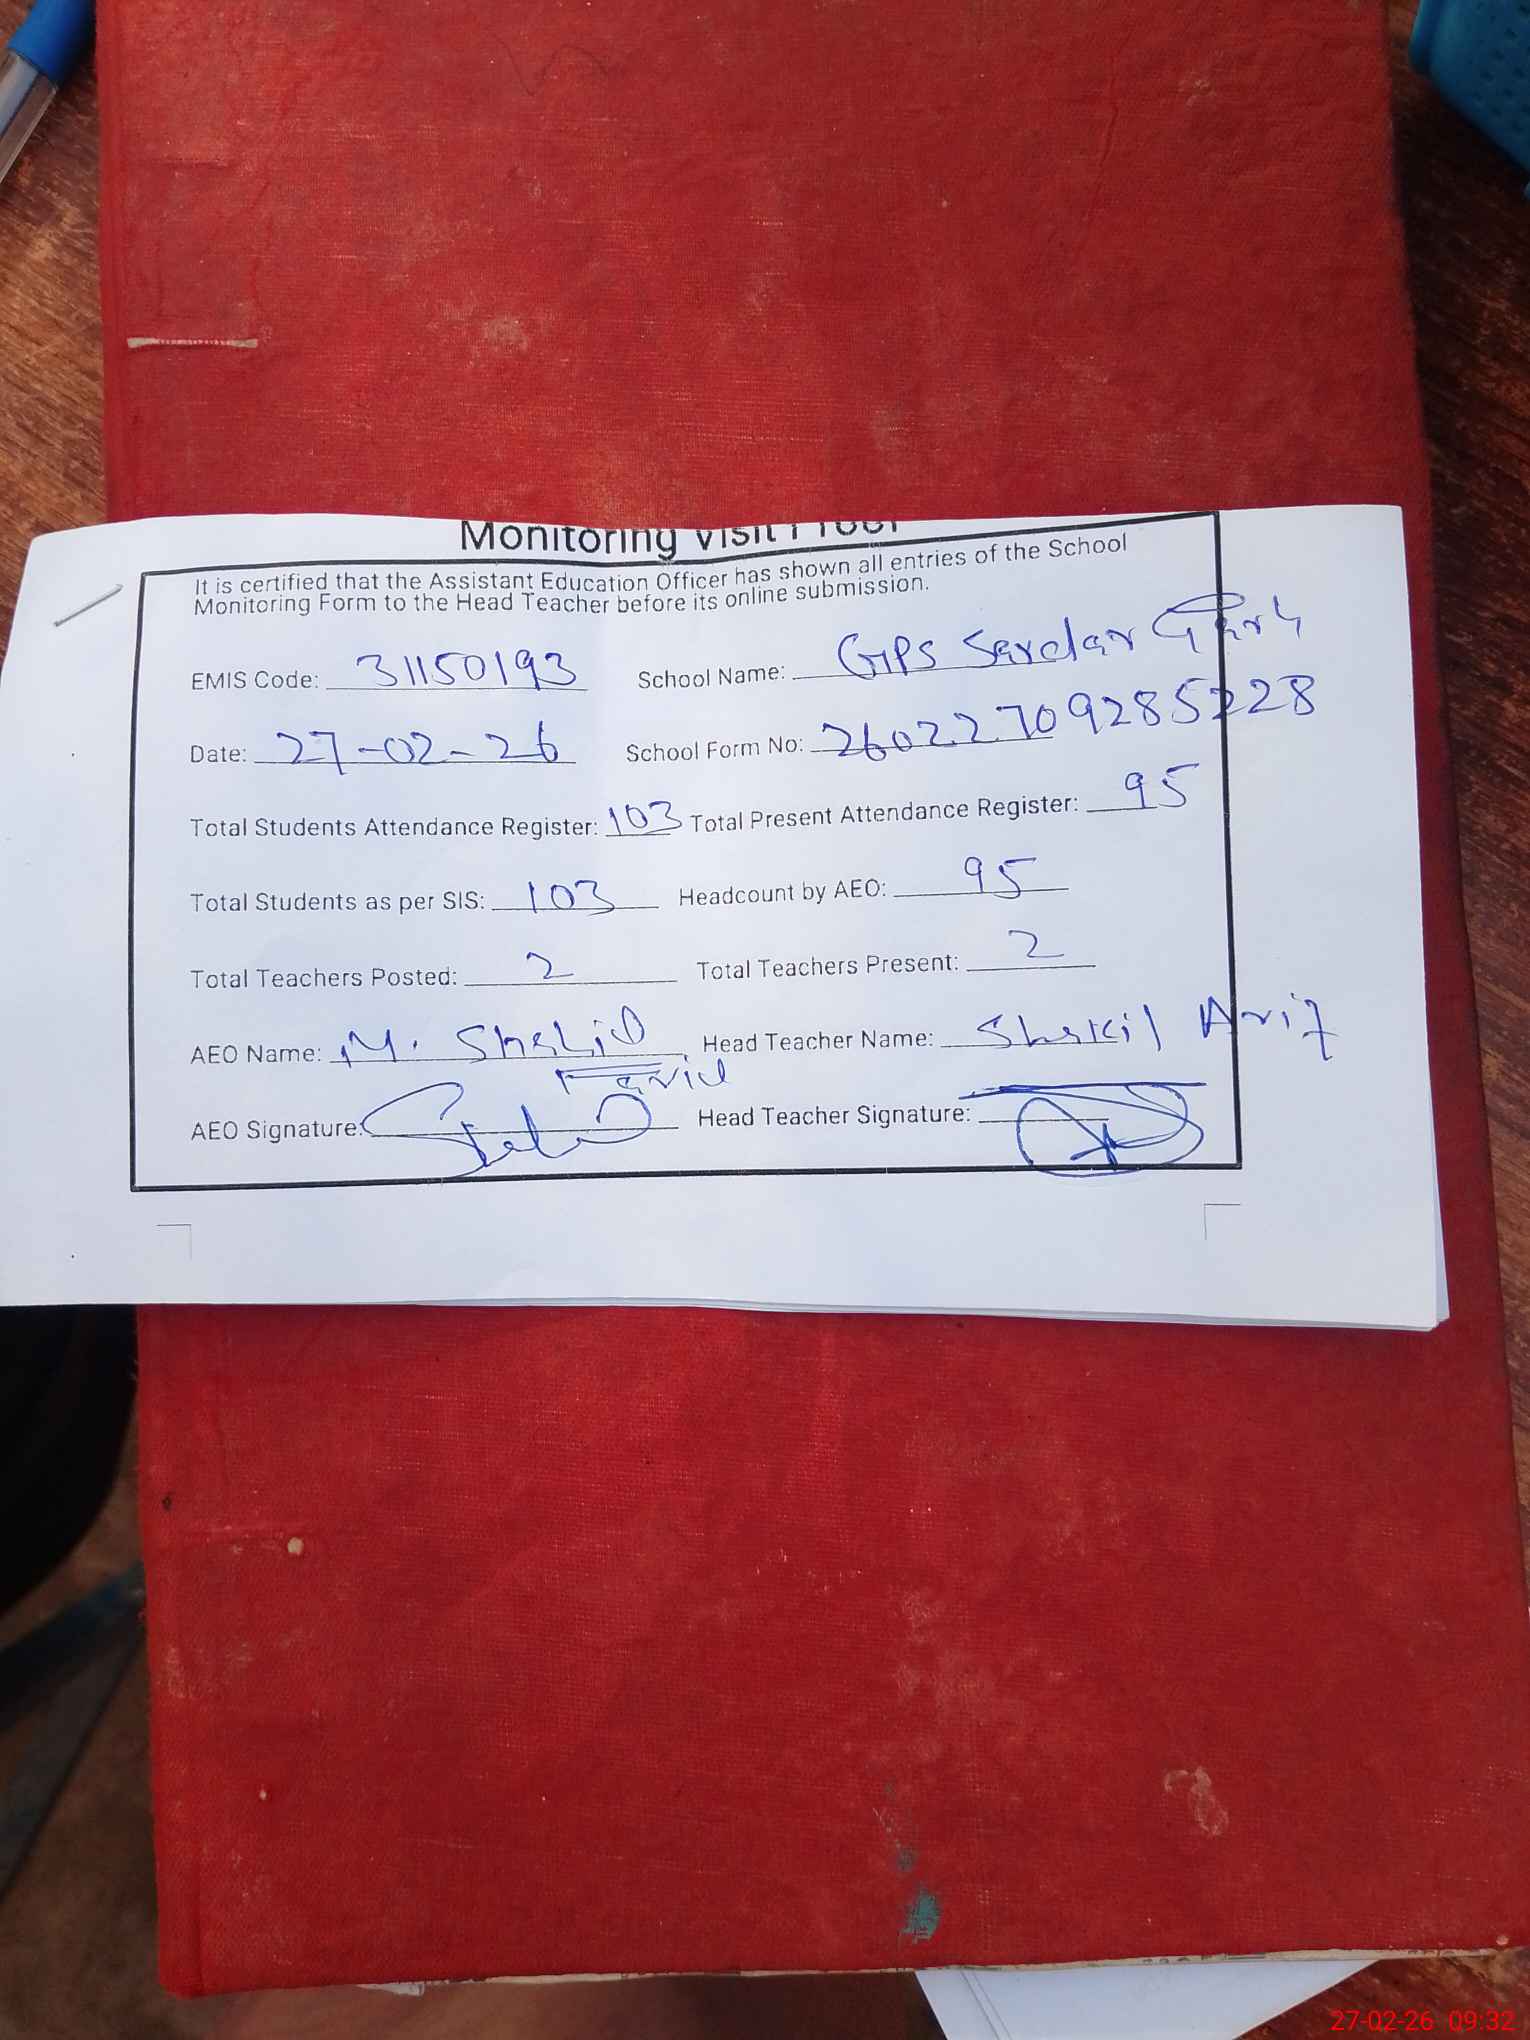 Monitoring Visit Proof
It is certified that the Assistant Education Officer has shown all entries of the School
Monitoring Form to the Head Teacher before its online submission.
EMIS Code: 31150193 School Name: GPS Sardar Garh
Date: 27-02-26 School Form No: 260227092855228
Total Students Attendance Register: 103 Total Present Attendance Register: 95
Total Students as per SIS: 103 Headcount by AEO: 95
Total Teachers Posted: 2 Total Teachers Present: 2
AEO Name: M. Shahid Head Teacher Name: Shakil Arif
AEO Signature: Head Teacher Signature:
27-02-26 09:32